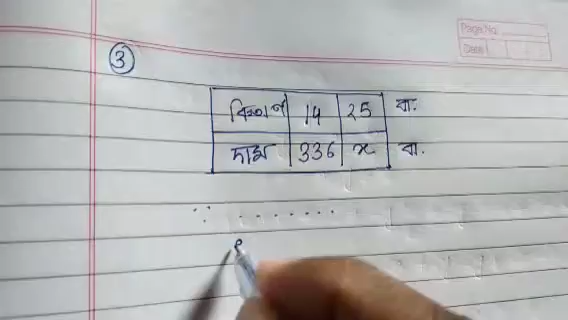 Page No.
Date
3
14 25 বা.
দাম 336 x বা.
∵ .......